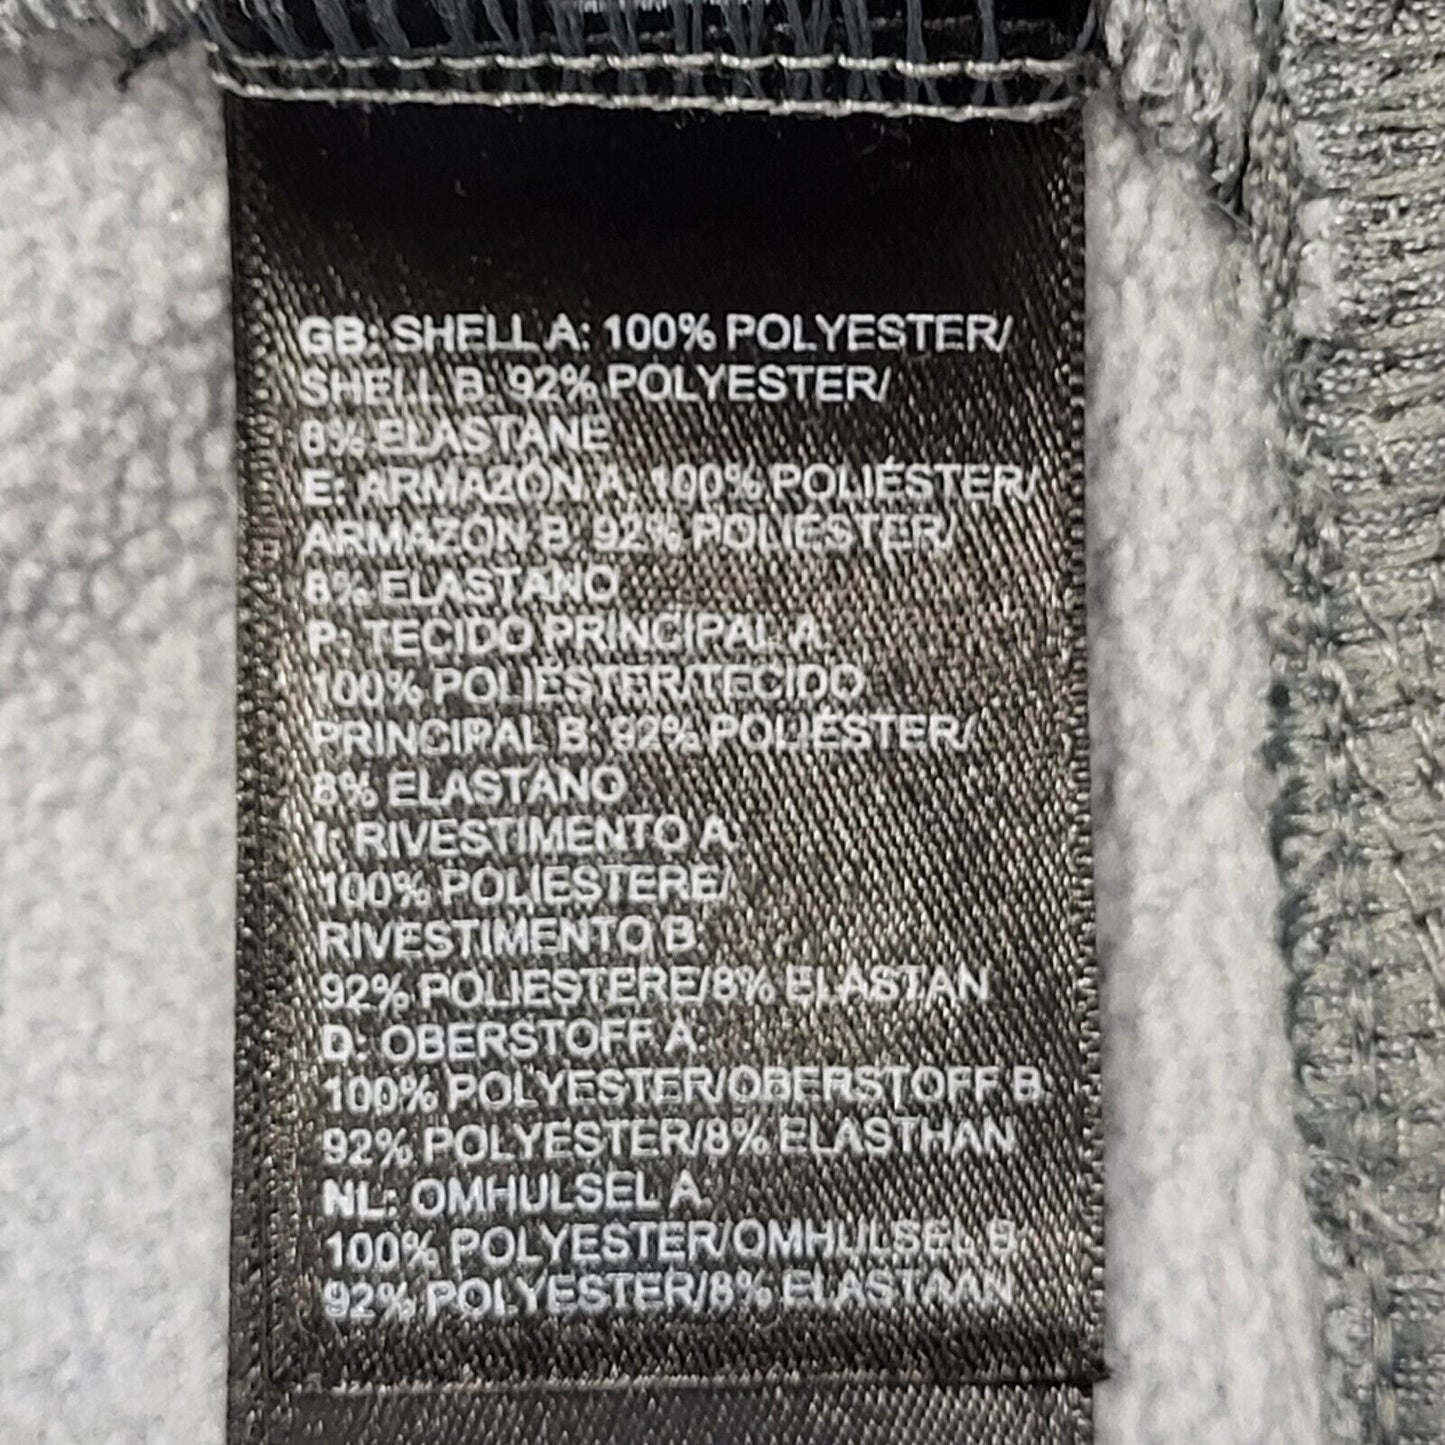 GB: SHELL A: 100% POLYESTER/
SHELL B: 92% POLYESTER/
8% ELASTANE
E: ARMAZÓN A: 100% POLIÉSTER/
ARMAZÓN B: 92% POLIÉSTER/
8% ELASTANO
P: TECIDO PRINCIPAL A:
100% POLIÉSTER/TECIDO
PRINCIPAL B: 92% POLIÉSTER/
8% ELASTANO
I: RIVESTIMENTO A:
100% POLIESTERE/
RIVESTIMENTO B:
92% POLIESTERE/8% ELASTAN
D: OBERSTOFF A:
100% POLYESTER/OBERSTOFF B:
92% POLYESTER/8% ELASTHAN
NL: OMHULSEL A:
100% POLYESTER/OMHULSEL B:
92% POLYESTER/8% ELASTAAN